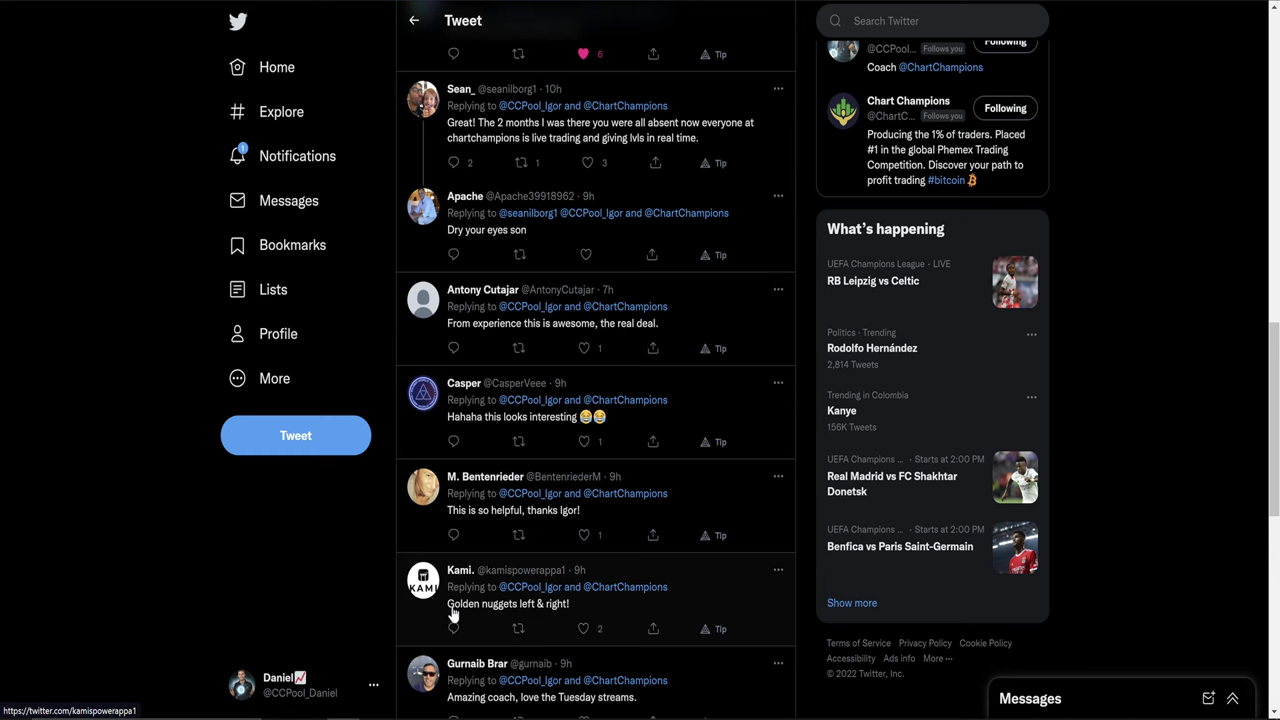 Home
Explore
1
Notifications
Messages
Bookmarks
Lists
Profile
More
Tweet
Daniel📈
@CCPool_Daniel
https://twitter.com/kamispowerappa1
Tweet
6
Tip
Sean_ @seanilborg1 · 10h
Replying to @CCPool_Igor and @ChartChampions
Great! The 2 months I was there you were all absent now everyone at
chartchampions is live trading and giving lvls in real time.
2 1 3 Tip
Apache @Apache39918962 · 9h
Replying to @seanilborg1 @CCPool_Igor and @ChartChampions
Dry your eyes son
Tip
Antony Cutajar @AntonyCutajar · 7h
Replying to @CCPool_Igor and @ChartChampions
From experience this is awesome, the real deal.
1 Tip
Casper @CasperVeee · 9h
Replying to @CCPool_Igor and @ChartChampions
Hahaha this looks interesting 😂😂
1 Tip
M. Bentenrieder @BentenriederM · 9h
Replying to @CCPool_Igor and @ChartChampions
This is so helpful, thanks Igor!
1 Tip
KAMI
Kami. @kamispowerappa1 · 9h
Replying to @CCPool_Igor and @ChartChampions
Golden nuggets left & right!
2 Tip
Gurnaib Brar @gurnaib · 9h
Replying to @CCPool_Igor and @ChartChampions
Amazing coach, love the Tuesday streams.
Search Twitter
@CCPool... Follows you
Following
Coach @ChartChampions
Chart Champions
@ChartC... Follows you
Following
Producing the 1% of traders. Placed
#1 in the global Phemex Trading
Competition. Discover your path to
profit trading #bitcoin
What's happening
UEFA Champions League · LIVE
RB Leipzig vs Celtic
Politics · Trending
Rodolfo Hernández
2,814 Tweets
Trending in Colombia
Kanye
156K Tweets
UEFA Champions ... · Starts at 2:00 PM
Real Madrid vs FC Shakhtar
Donetsk
UEFA Champions ... · Starts at 2:00 PM
Benfica vs Paris Saint-Germain
Show more
Terms of Service Privacy Policy Cookie Policy
Accessibility Ads info More ···
© 2022 Twitter, Inc.
Messages